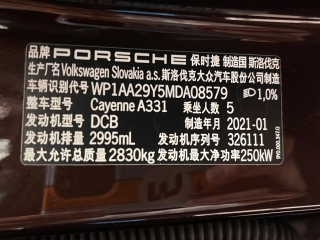 品牌 PORSCHE 保时捷 制造国 斯洛伐克
生产厂名 Volkswagen Slovakia a.s. 斯洛伐克大众汽车股份公司制造
车辆识别代号 WP1AA29Y5MDA08579 1,0%
整车型号 Cayenne A331 乘坐人数 5
发动机型号 DCB 制造年月 2021-01
发动机排量 2995mL 发动机序列号 326111
最大允许总质量 2830kg 发动机最大净功率 250kW